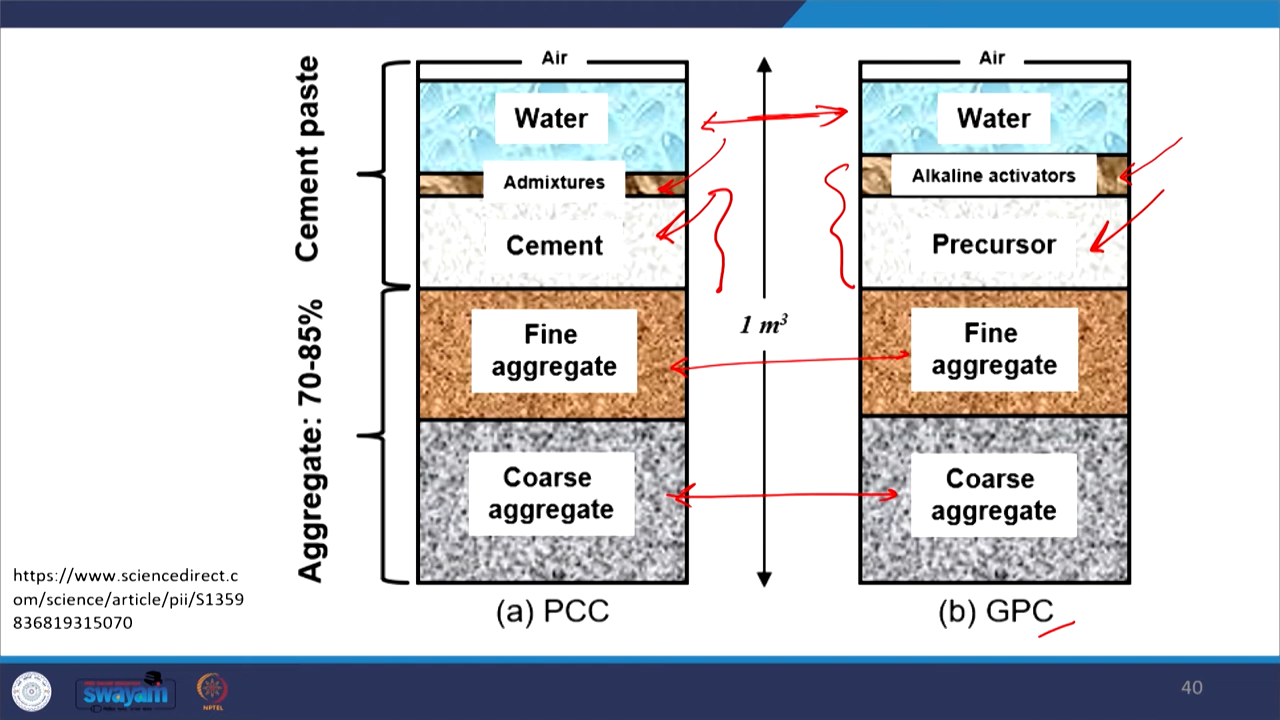 Cement paste
Aggregate: 70-85%
Air
Water
Admixtures
Cement
Fine
aggregate
Coarse
aggregate
(a) PCC
1 m³
Air
Water
Alkaline activators
Precursor
Fine
aggregate
Coarse
aggregate
(b) GPC
https://www.sciencedirect.c
om/science/article/pii/S1359
836819315070
swayam
NPTEL
40